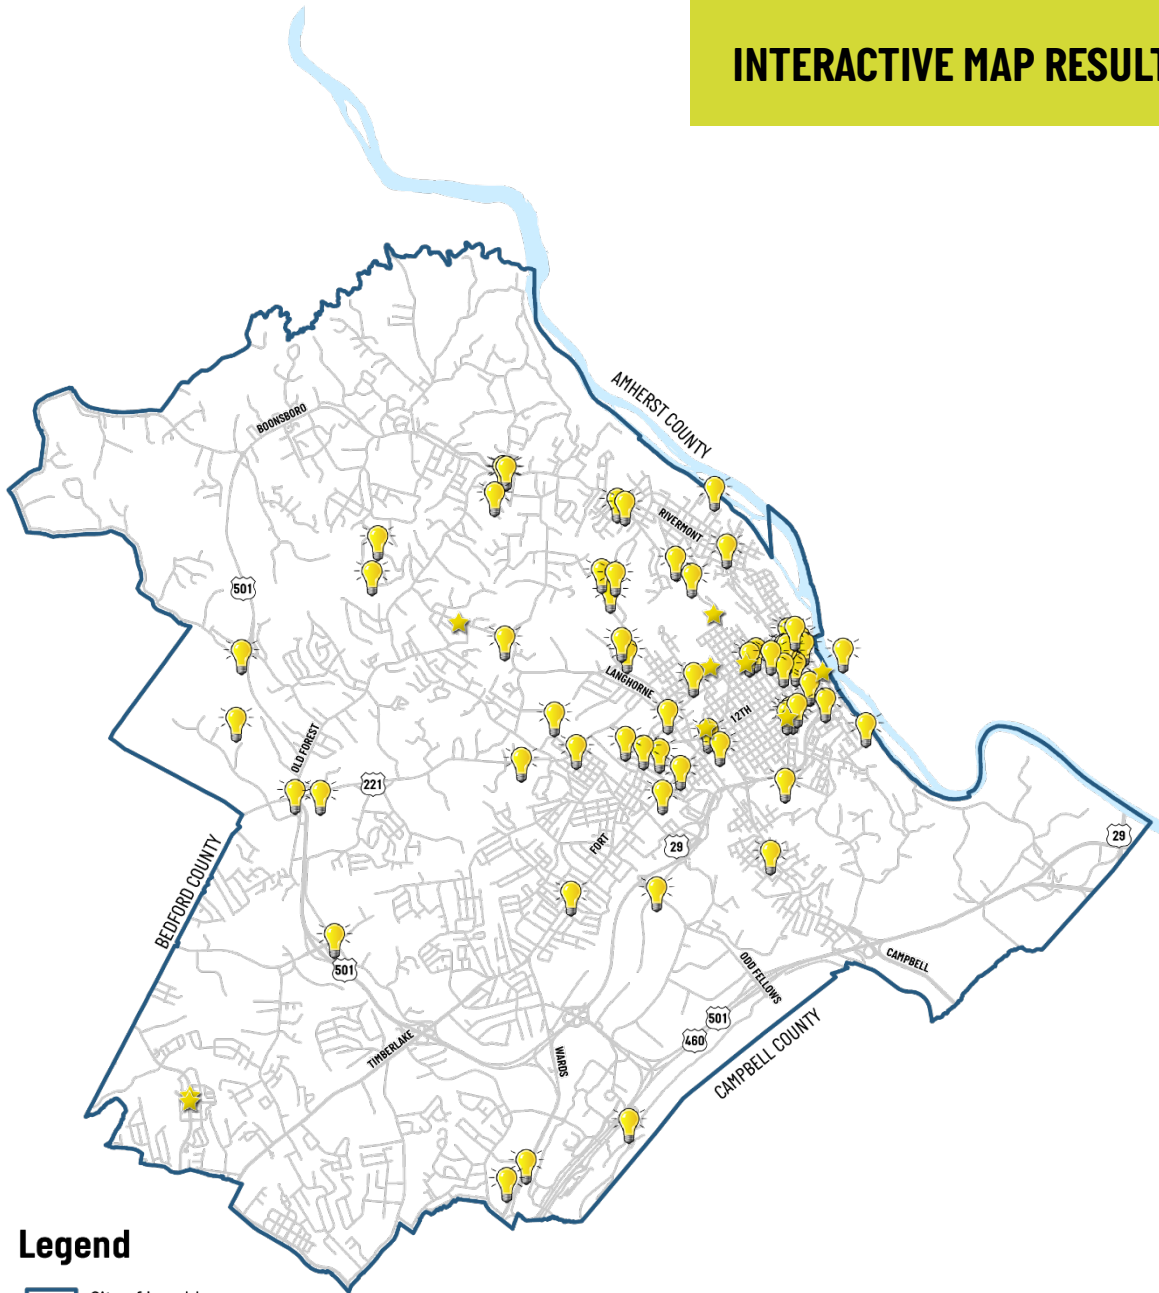 INTERACTIVE MAP RESULT
AMHERST COUNTY
BOONSBORO
RIVERMONT
501
LANGHORNE
12TH
OLD FOREST
221
29
FORT
29
BEDFORD COUNTY
501
CAMPBELL
ODD FELLOWS
501
460
TIMBERLAKE
WARDS
CAMPBELL COUNTY
Legend